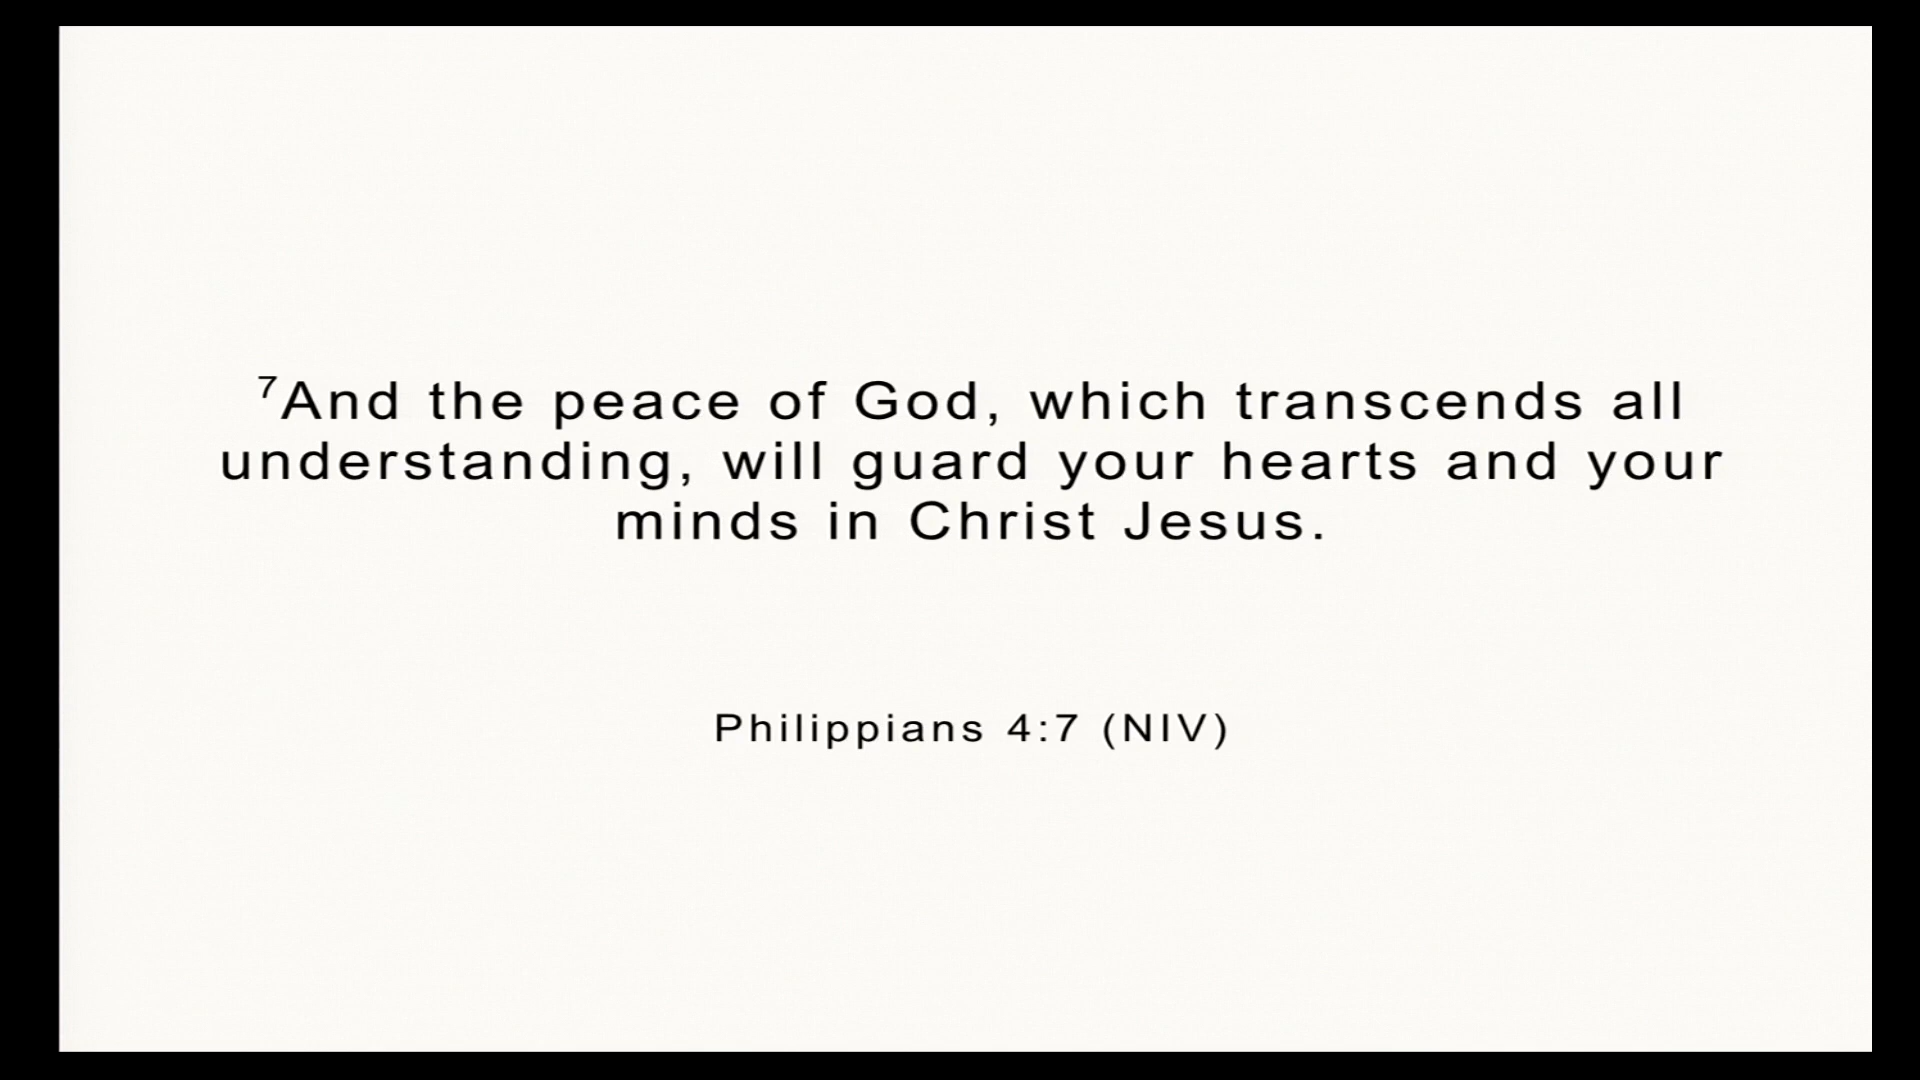 ⁷And the peace of God, which transcends all
understanding, will guard your hearts and your
minds in Christ Jesus.
Philippians 4:7 (NIV)